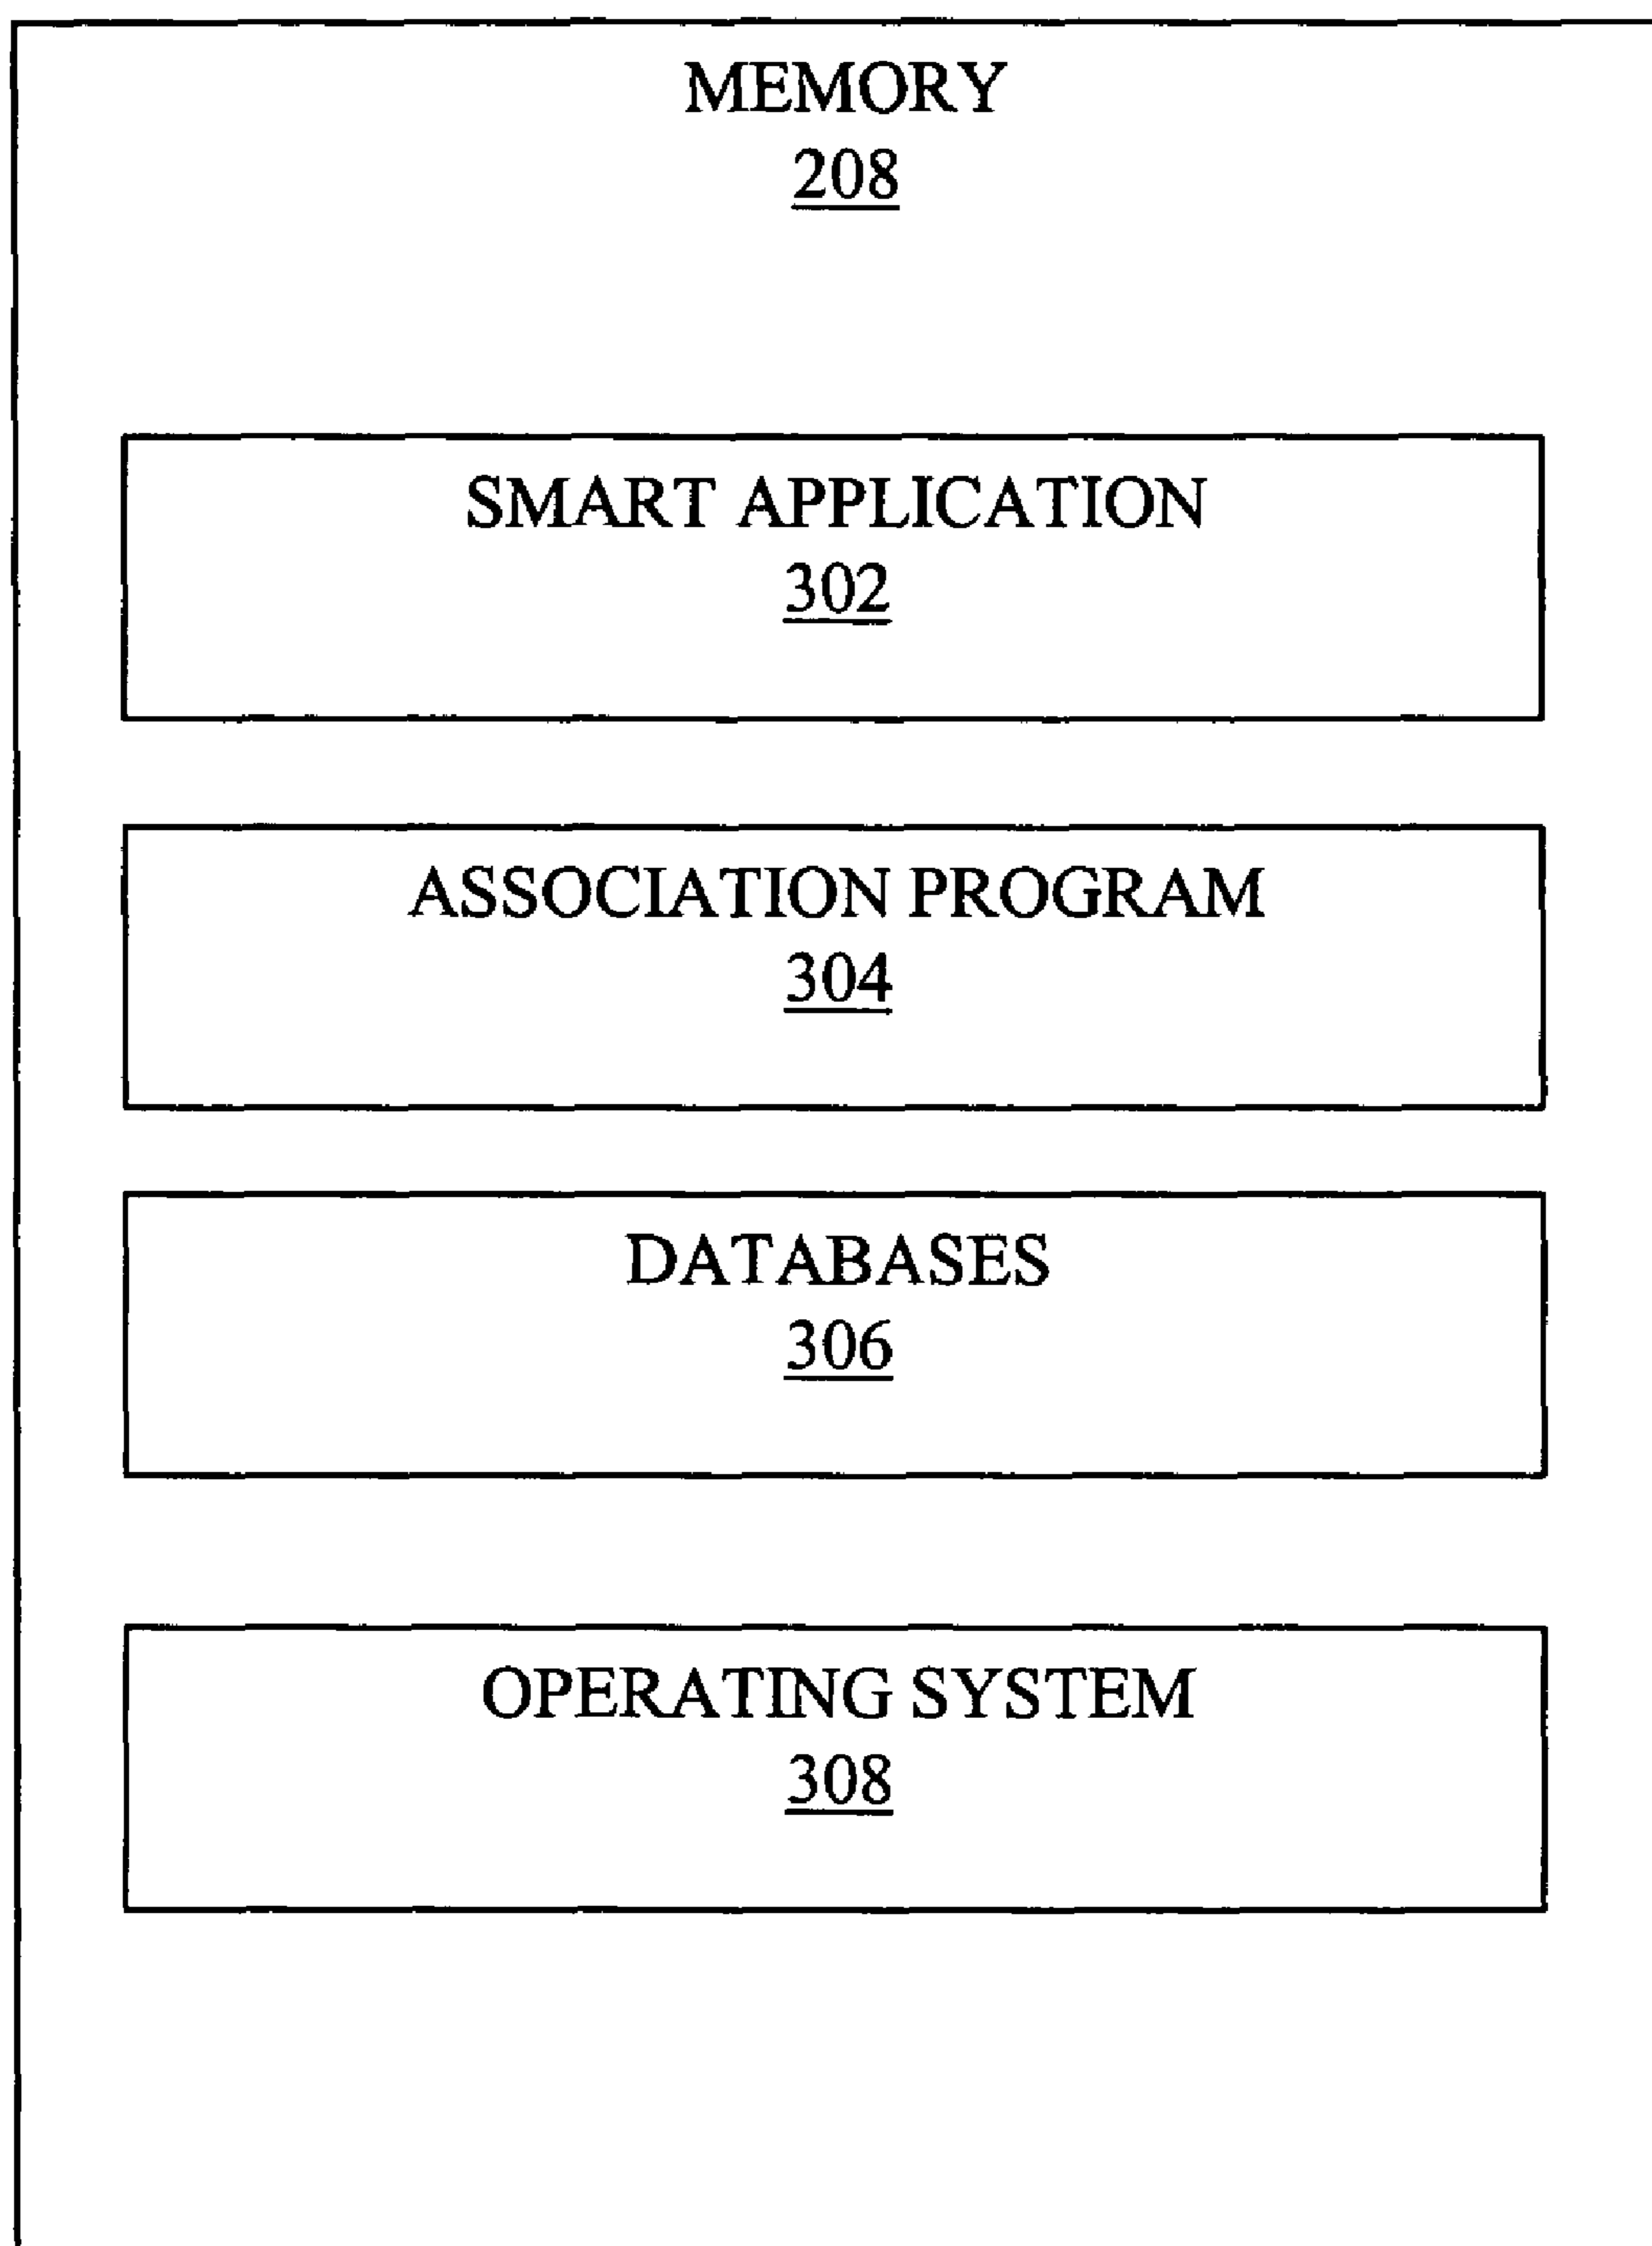 MEMORY
208
SMART APPLICATION
302
ASSOCIATION PROGRAM
304
DATABASES
306
OPERATING SYSTEM
308